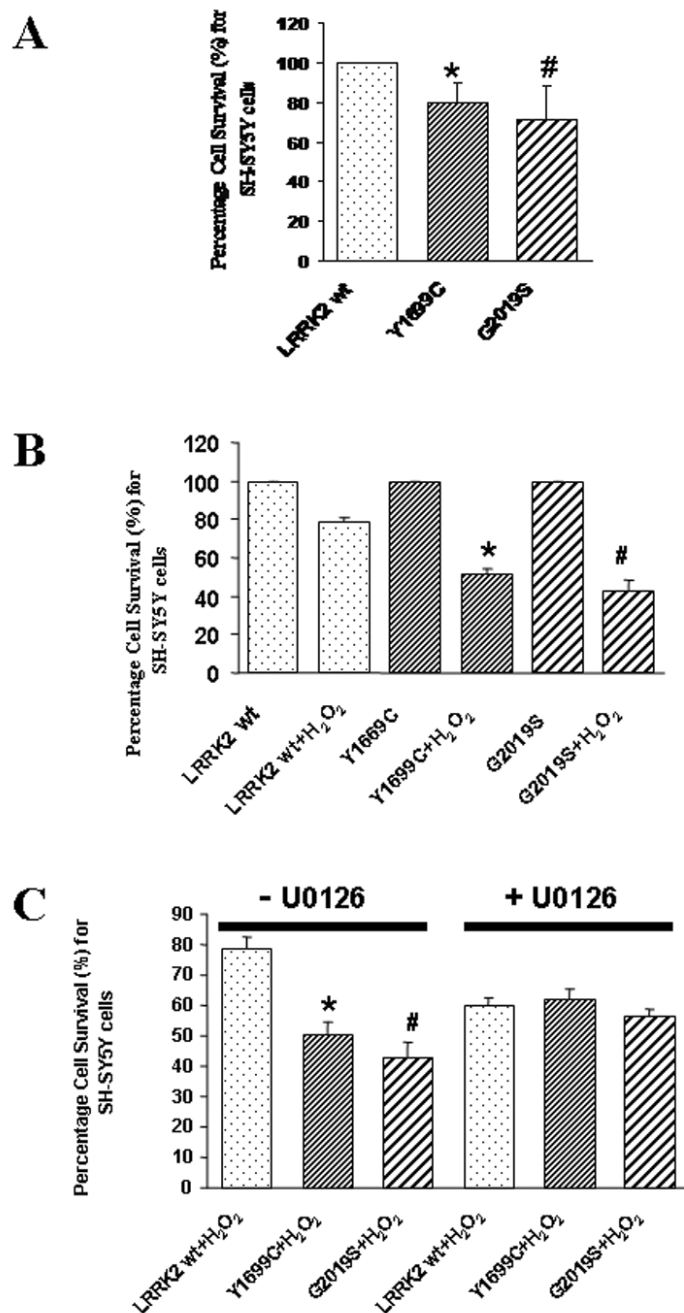 A
Percentage Cell Survival (%) for
SH-SY5Y cells
120
100
80
60
40
20
0
*
#
LRRK2 wt
Y1699C
G2019S
B
Percentage Cell Survival (%) for
SH-SY5Y cells
120
100
80
60
40
20
0
*
#
LRRK2 wt
LRRK2 wt+H₂O₂
Y1669C
Y1699C+H₂O₂
G2019S
G2019S+H₂O₂
C
Percentage Cell Survival (%) for
SH-SY5Y cells
- U0126
+ U0126
90
80
70
60
50
40
30
20
10
0
*
#
LRRK2 wt+H₂O₂
Y1699C+H₂O₂
G2019S+H₂O₂
LRRK2 wt+H₂O₂
Y1699C+H₂O₂
G2019S+H₂O₂